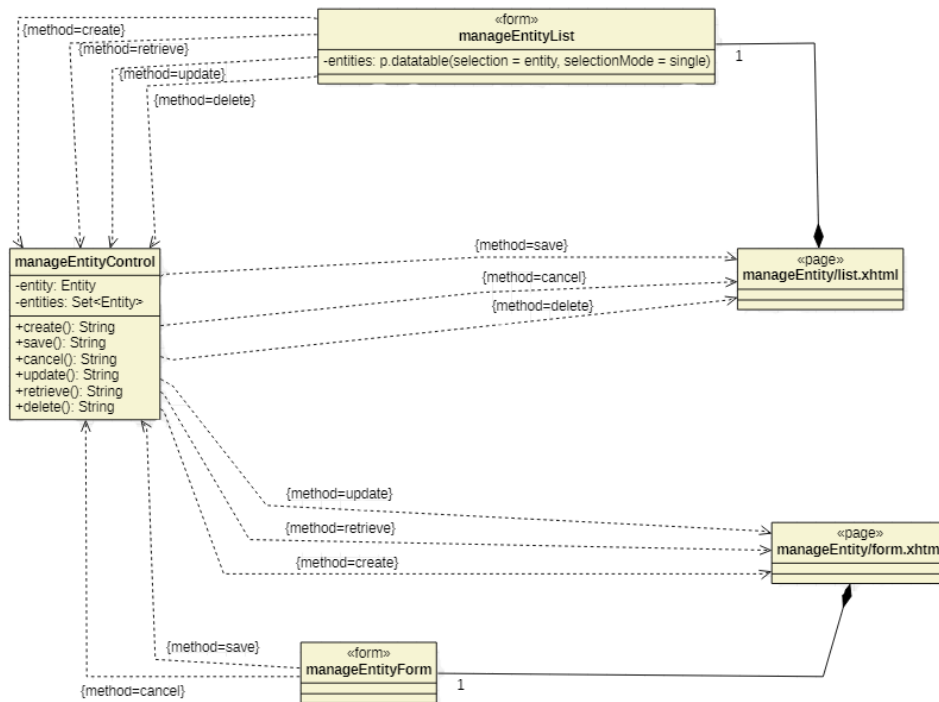 «form»
manageEntityList
-entities: p.datatable(selection = entity, selectionMode = single)
1
{method=create}
{method=retrieve}
{method=update}
{method=delete}
manageEntityControl
-entity: Entity
-entities: Set<Entity>
+create(): String
+save(): String
+cancel(): String
+update(): String
+retrieve(): String
+delete(): String
{method=save}
{method=cancel}
{method=delete}
«page»
manageEntity/list.xhtml
{method=update}
{method=retrieve}
{method=create}
«page»
manageEntity/form.xhtm
{method=save}
{method=cancel}
«form»
manageEntityForm
1